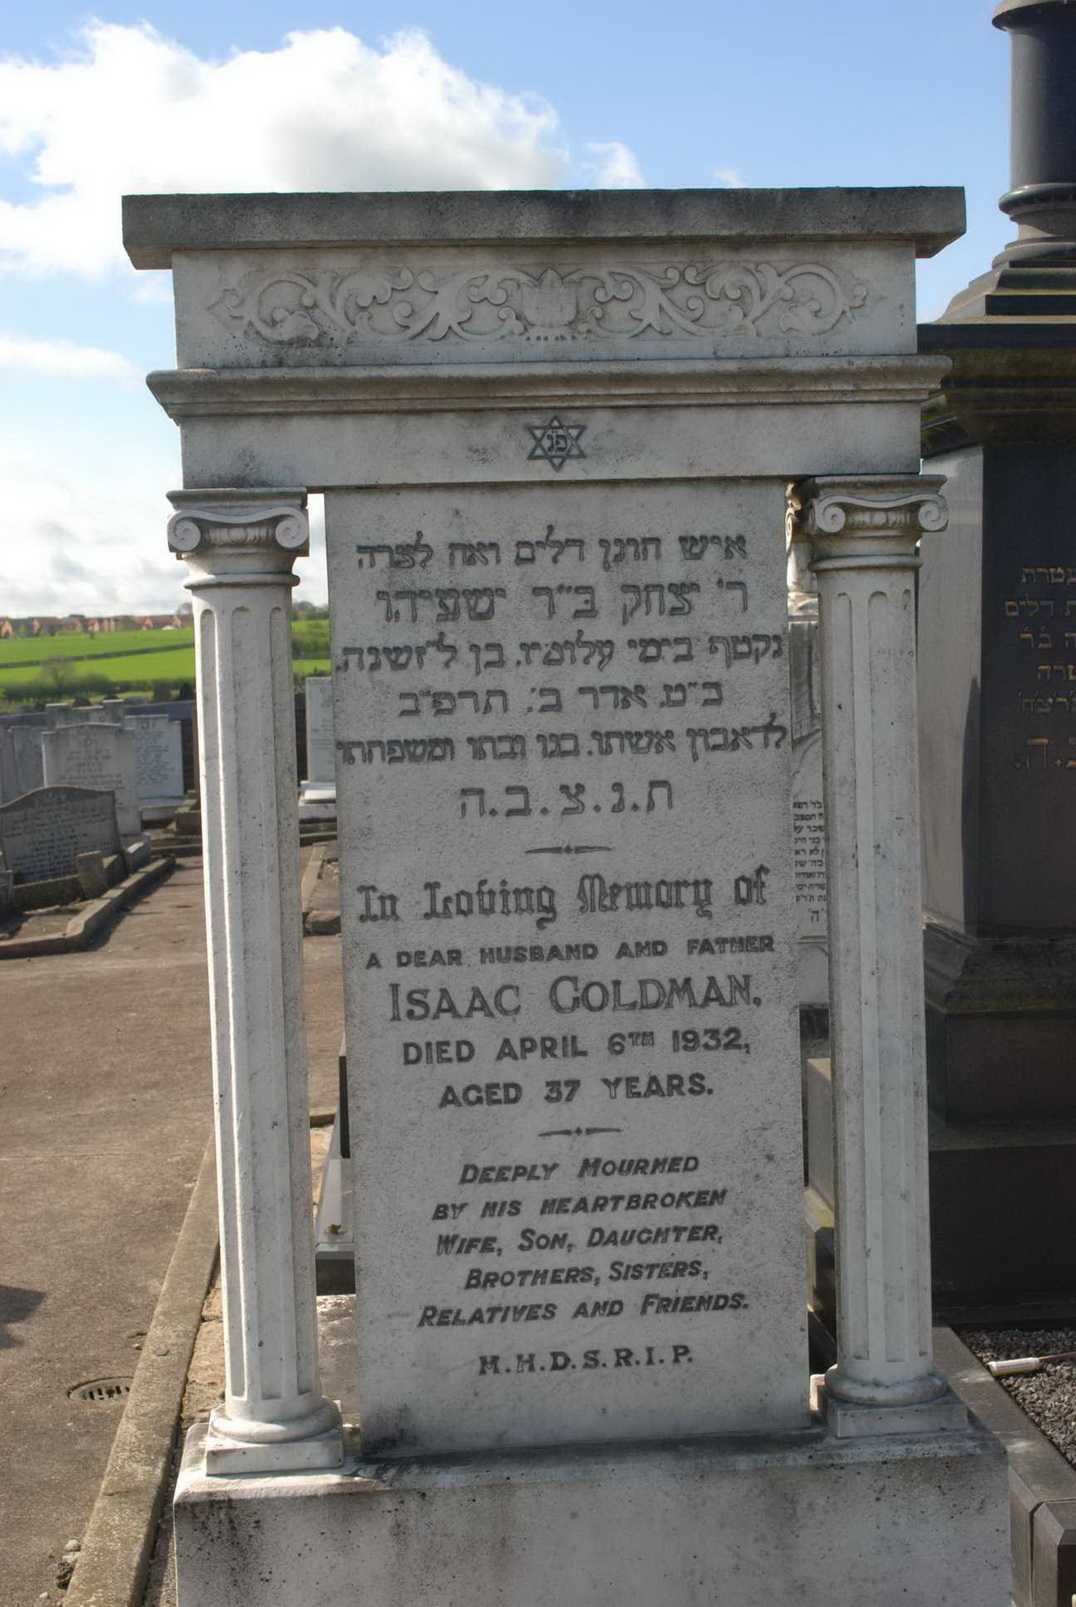 פ״נ
איש חונן דלים ואח לצרה
ר׳ יצחק ב״ר ישעיהו
נקטף בימי עלומיו. בן ל״ז שנה.
ב״ט. אדר ב׳. תרפ״ב
לדאבון אשתו. בנו ובתו ומשפחתו
ת.נ.צ.ב.ה
In Loving Memory of
A DEAR HUSBAND AND FATHER
ISAAC GOLDMAN,
DIED APRIL 6TH 1932,
AGED 37 YEARS.
DEEPLY MOURNED
BY HIS HEARTBROKEN
WIFE, SON, DAUGHTER,
BROTHERS, SISTERS,
RELATIVES AND FRIENDS.
M.H.D.S.R.I.P.